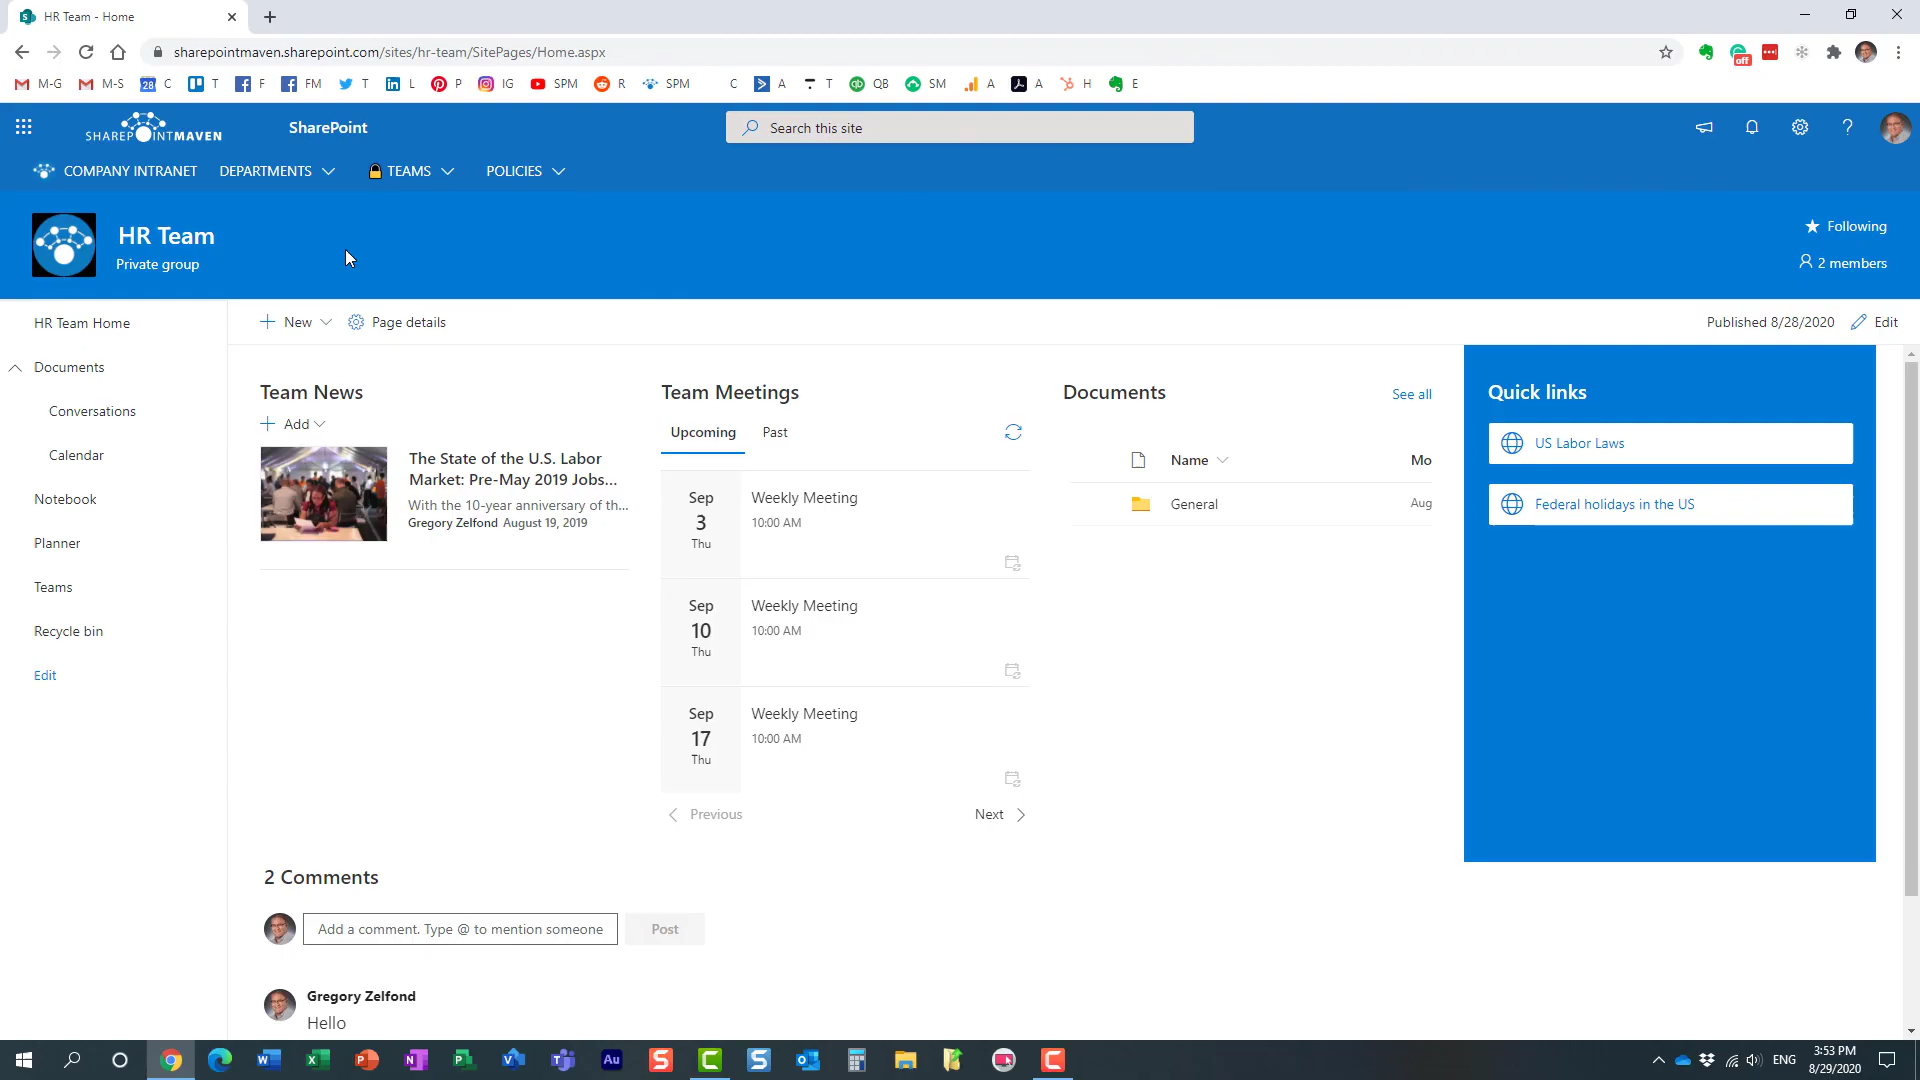 HR Team - Home
sharepointmaven.sharepoint.com/sites/hr-team/SitePages/Home.aspx
M-G M-S 28 C T F FM T L P IG SPM R SPM C A T QB SM A A H E
off
SHAREPOINTMAVEN SharePoint Search this site
COMPANY INTRANET DEPARTMENTS TEAMS POLICIES
HR Team
Private group
Following
2 members
HR Team Home
Documents
Conversations
Calendar
Notebook
Planner
Teams
Recycle bin
Edit
New Page details Published 8/28/2020 Edit
Team News
Add
The State of the U.S. Labor
Market: Pre-May 2019 Jobs...
With the 10-year anniversary of th...
Gregory Zelfond August 19, 2019
Team Meetings
Upcoming Past
Sep
3
Thu
Weekly Meeting
10:00 AM
Sep
10
Thu
Weekly Meeting
10:00 AM
Sep
17
Thu
Weekly Meeting
10:00 AM
Previous Next
Documents See all
Name Mo
General Aug
Quick links
US Labor Laws
Federal holidays in the US
2 Comments
Add a comment. Type @ to mention someone Post
Gregory Zelfond
Hello
ENG
3:53 PM
8/29/2020